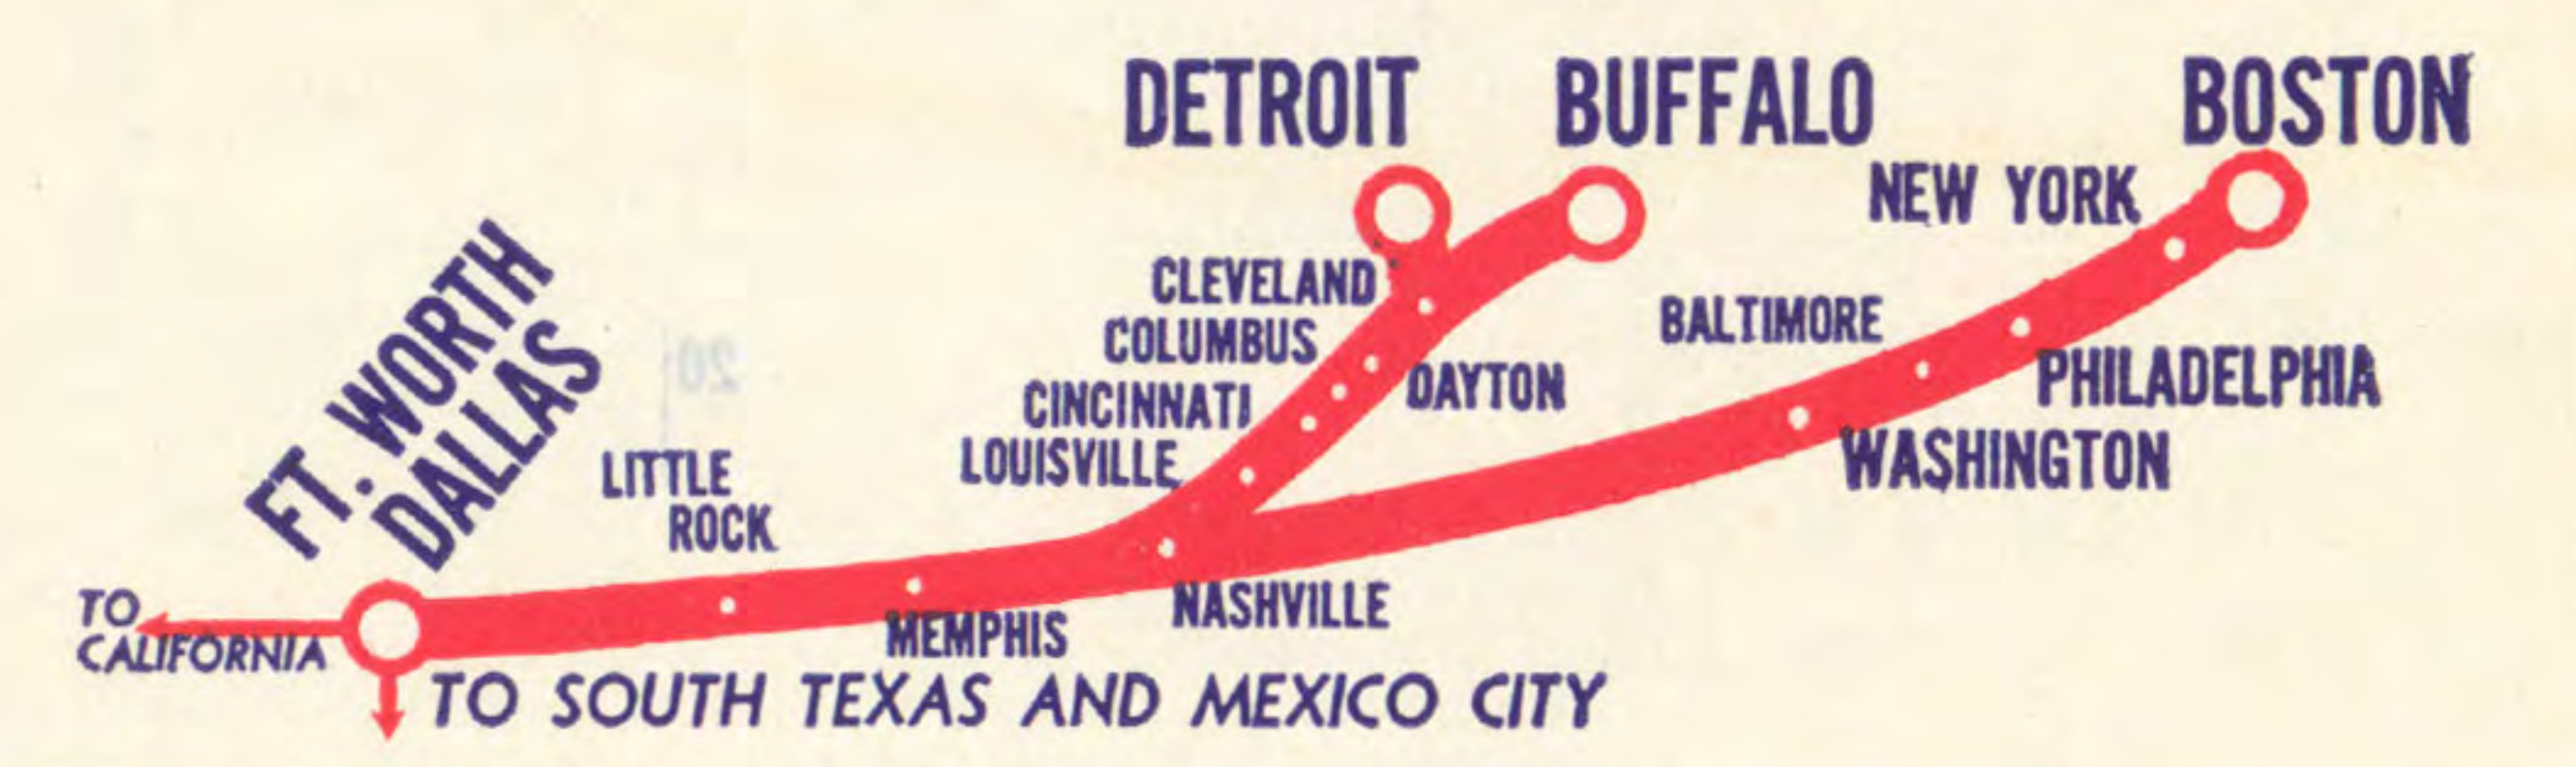 DETROIT
BUFFALO
BOSTON
NEW YORK
CLEVELAND
COLUMBUS
BALTIMORE
CINCINNATI
DAYTON
PHILADELPHIA
LOUISVILLE
WASHINGTON
FT. WORTH
DALLAS
LITTLE
ROCK
MEMPHIS
NASHVILLE
TO
CALIFORNIA
TO SOUTH TEXAS AND MEXICO CITY
20